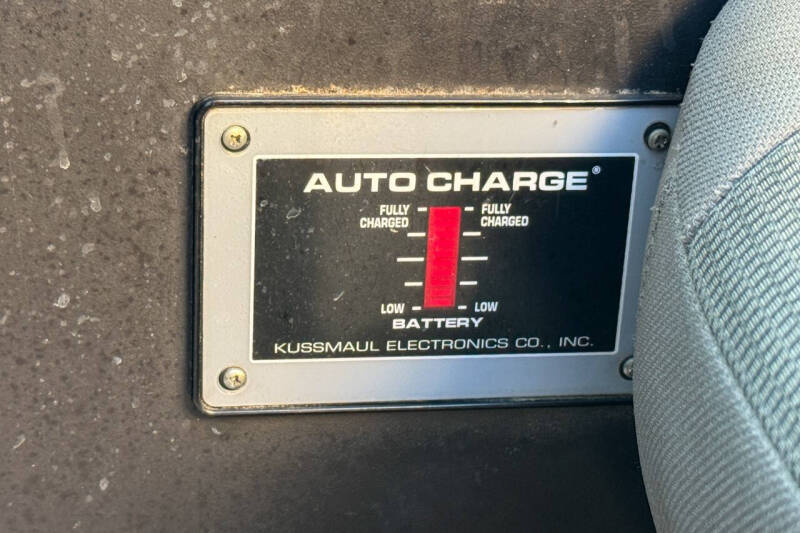 AUTO CHARGE®
FULLY CHARGED
FULLY CHARGED
LOW
LOW
BATTERY
KUSSMAUL ELECTRONICS CO., INC.